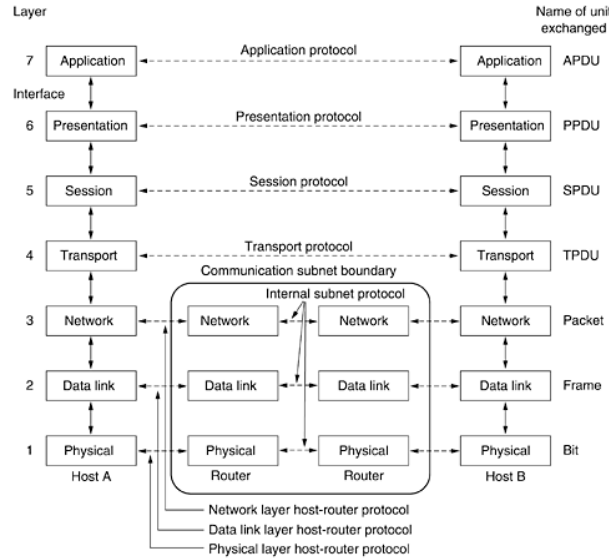 Layer
Name of unit
exchanged
7 Application Application protocol Application APDU
Interface
6 Presentation Presentation protocol Presentation PPDU
5 Session Session protocol Session SPDU
4 Transport Transport protocol Transport TPDU
Communication subnet boundary
Internal subnet protocol
3 Network Network Network Network Packet
2 Data link Data link Data link Data link Frame
1 Physical Physical Physical Physical Bit
Host A Router Router Host B
Network layer host-router protocol
Data link layer host-router protocol
Physical layer host-router protocol